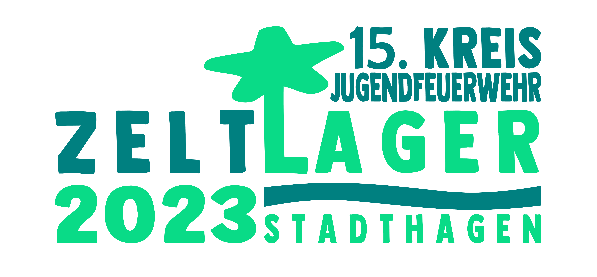 15. KREIS
JUGENDFEUERWEHR
ZELTLAGER
2023
STADTHAGEN